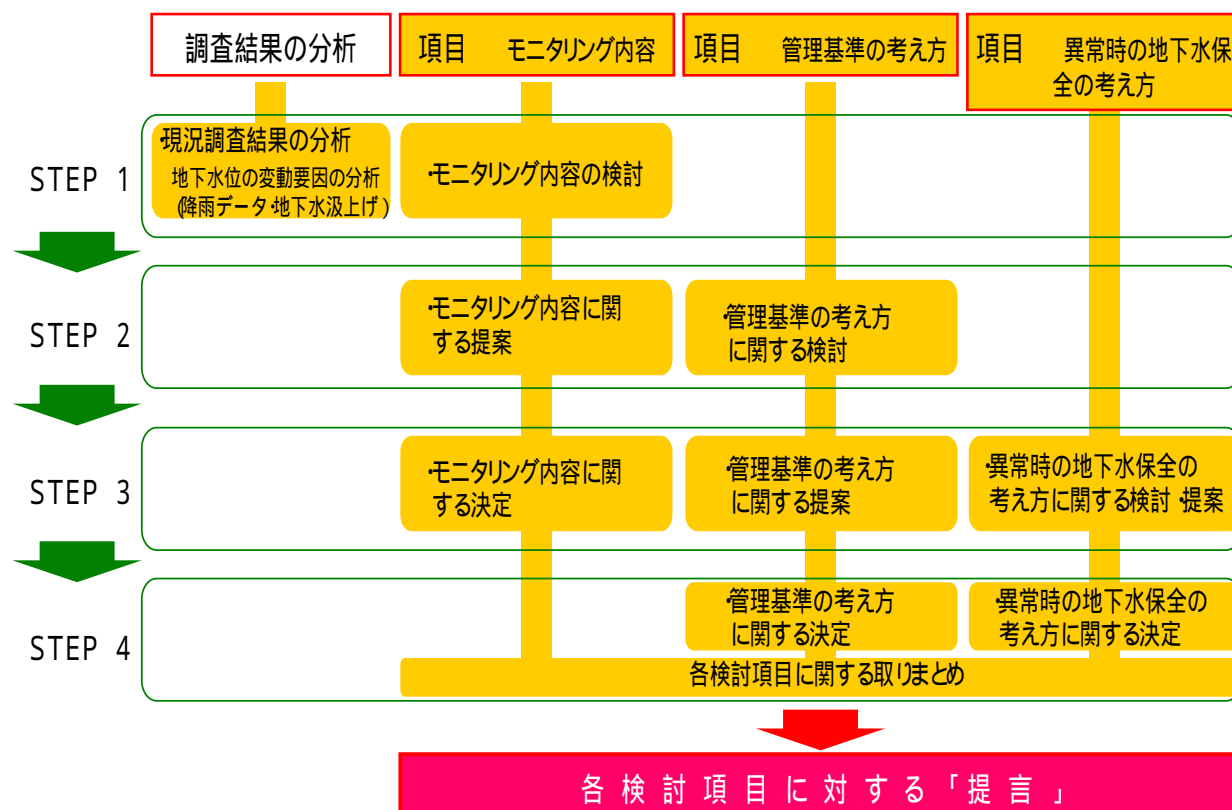 調査結果の分析
項目　モニタリング内容
項目　管理基準の考え方
項目　異常時の地下水保
全の考え方
STEP 1
・現況調査結果の分析
地下水位の変動要因の分析
(降雨データ・地下水汲上げ)
・モニタリング内容の検討
STEP 2
・モニタリング内容に関
する提案
・管理基準の考え方
に関する検討
STEP 3
・モニタリング内容に関
する決定
・管理基準の考え方
に関する提案
・異常時の地下水保全の
考え方に関する検討・提案
STEP 4
・管理基準の考え方
に関する決定
・異常時の地下水保全の
考え方に関する決定
各検討項目に関する取りまとめ
各検討項目に対する「提言」